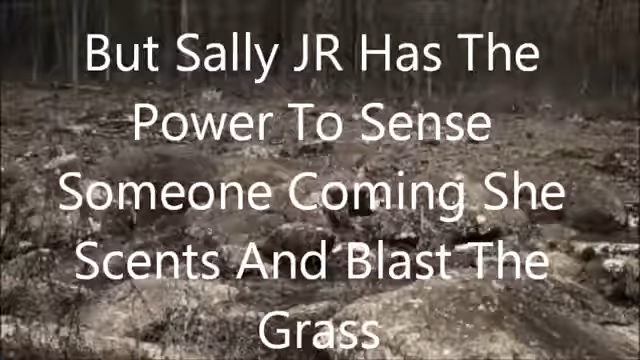 But Sally JR Has The
Power To Sense
Someone Coming She
Scents And Blast The
Grass